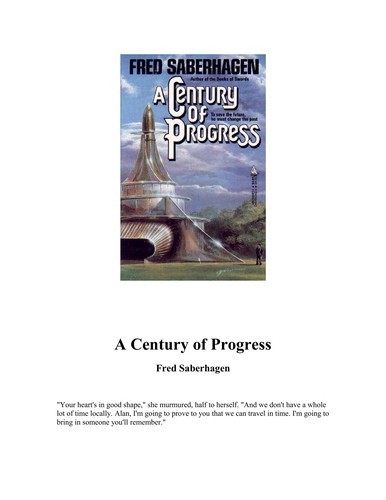 FRED SABERHAGEN
Author of the Books of Swords
A CENTURY
OF
PROGRESS
To save the future,
he must change the past
A Century of Progress
Fred Saberhagen
"Your heart's in good shape," she murmured, half to herself. "And we don't have a whole
lot of time locally. Alan, I'm going to prove to you that we can travel in time. I'm going to
bring in someone you'll remember."